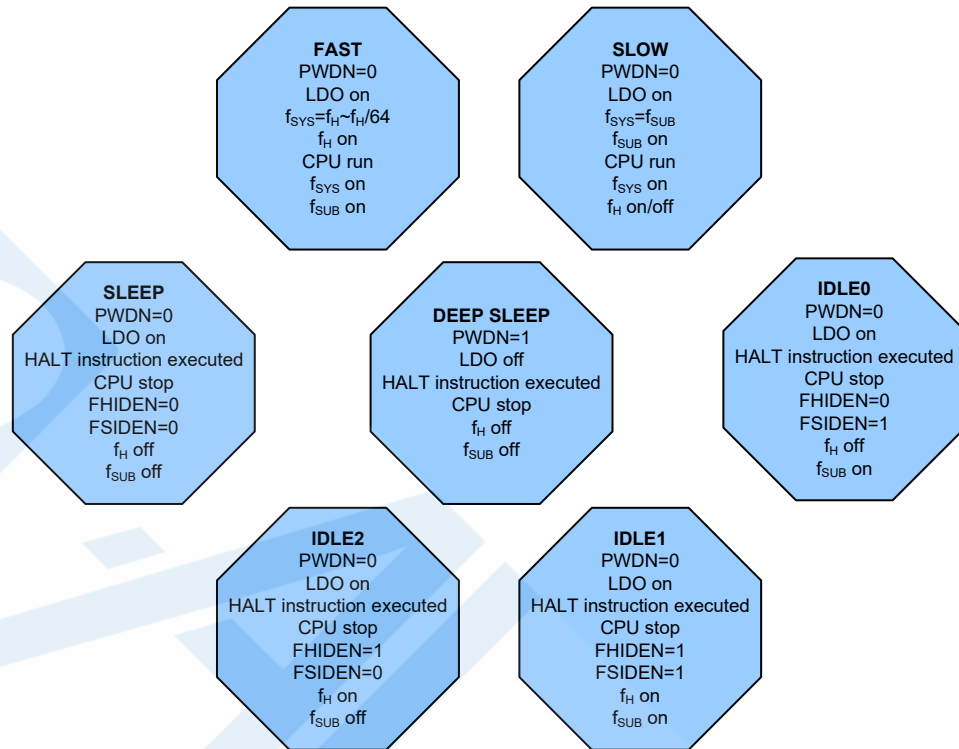 FAST
PWDN=0
LDO on
fSYS=fH~fH/64
fH on
CPU run
fSYS on
fSUB on
SLOW
PWDN=0
LDO on
fSYS=fSUB
fSUB on
CPU run
fSYS on
fH on/off
SLEEP
PWDN=0
LDO on
HALT instruction executed
CPU stop
FHIDEN=0
FSIDEN=0
fH off
fSUB off
DEEP SLEEP
PWDN=1
LDO off
HALT instruction executed
CPU stop
fH off
fSUB off
IDLE0
PWDN=0
LDO on
HALT instruction executed
CPU stop
FHIDEN=0
FSIDEN=1
fH off
fSUB on
IDLE2
PWDN=0
LDO on
HALT instruction executed
CPU stop
FHIDEN=1
FSIDEN=0
fH on
fSUB off
IDLE1
PWDN=0
LDO on
HALT instruction executed
CPU stop
FHIDEN=1
FSIDEN=1
fH on
fSUB on